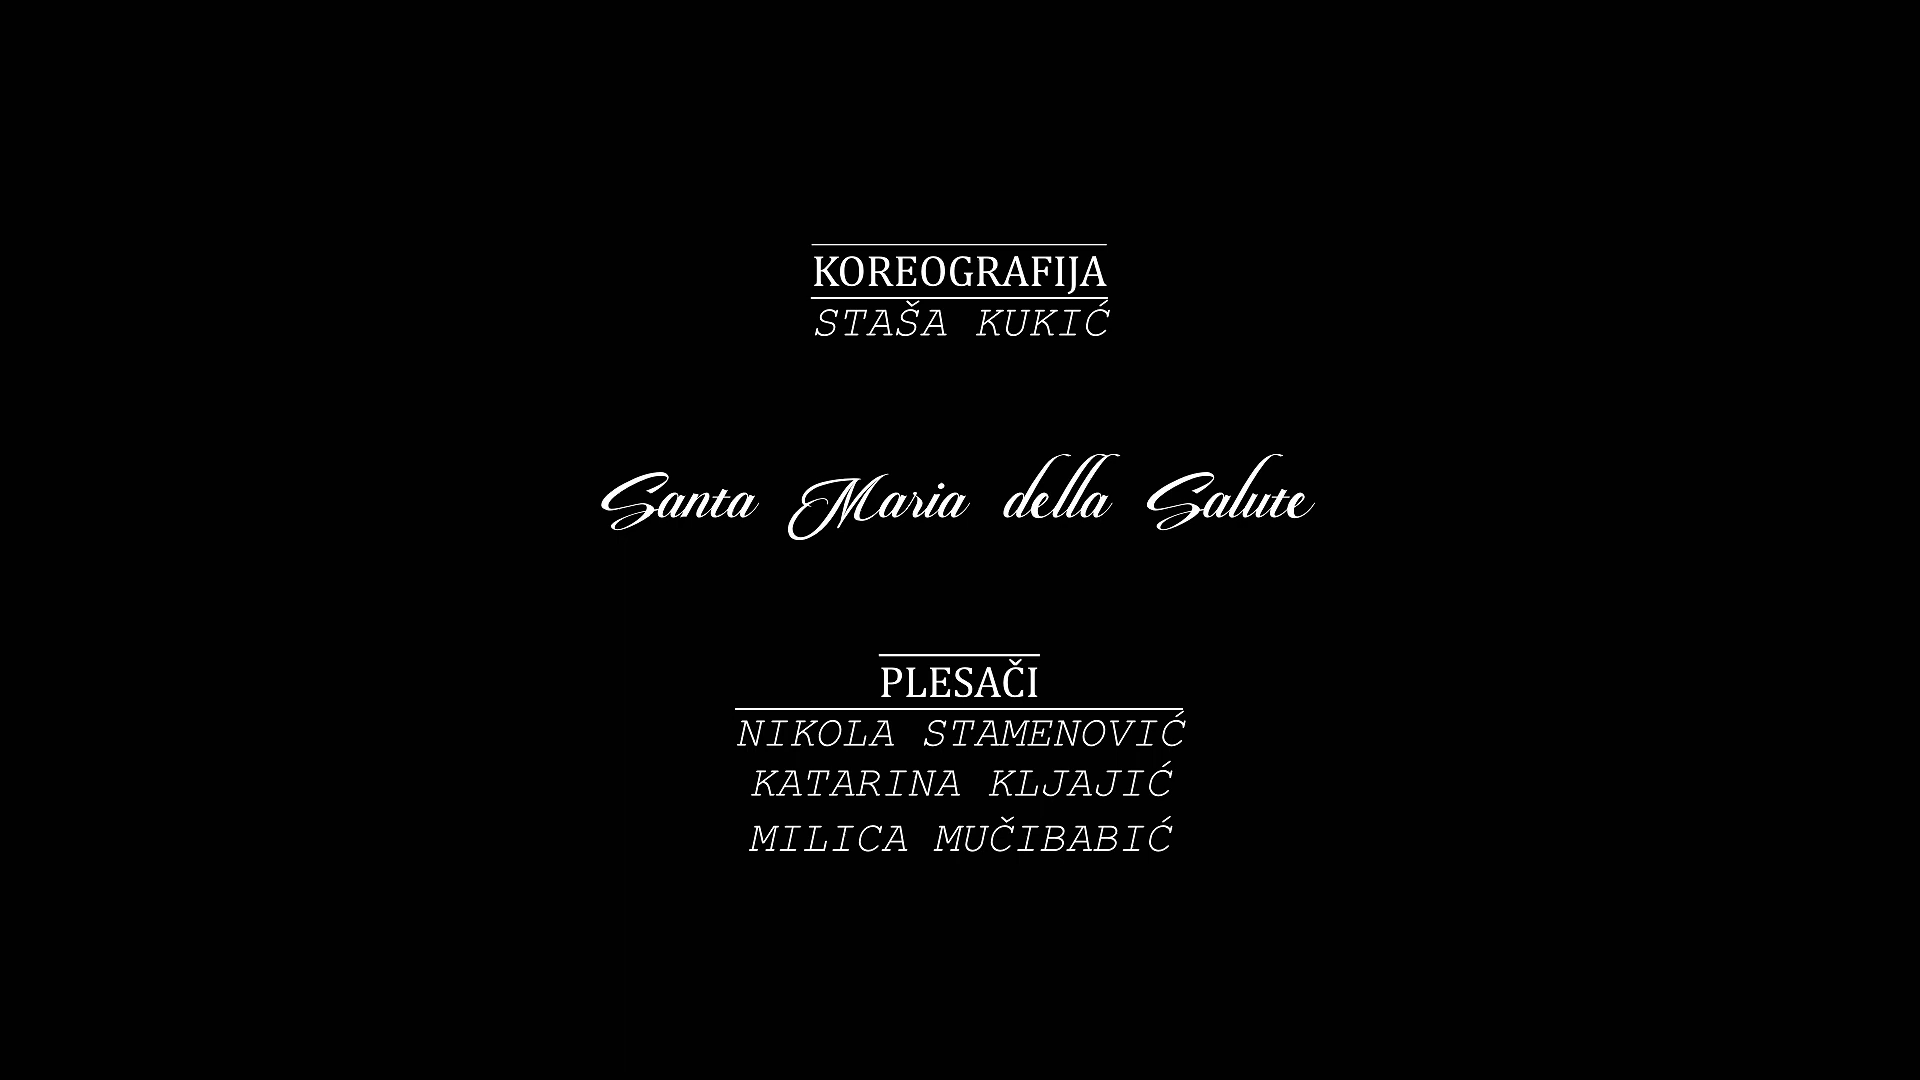 KOREOGRAFIJA
STAŠA KUKIĆ
Santa Maria della Salute
PLESAČI
NIKOLA STAMENOVIĆ
KATARINA KLJAJIĆ
MILICA MUČIBABIĆ